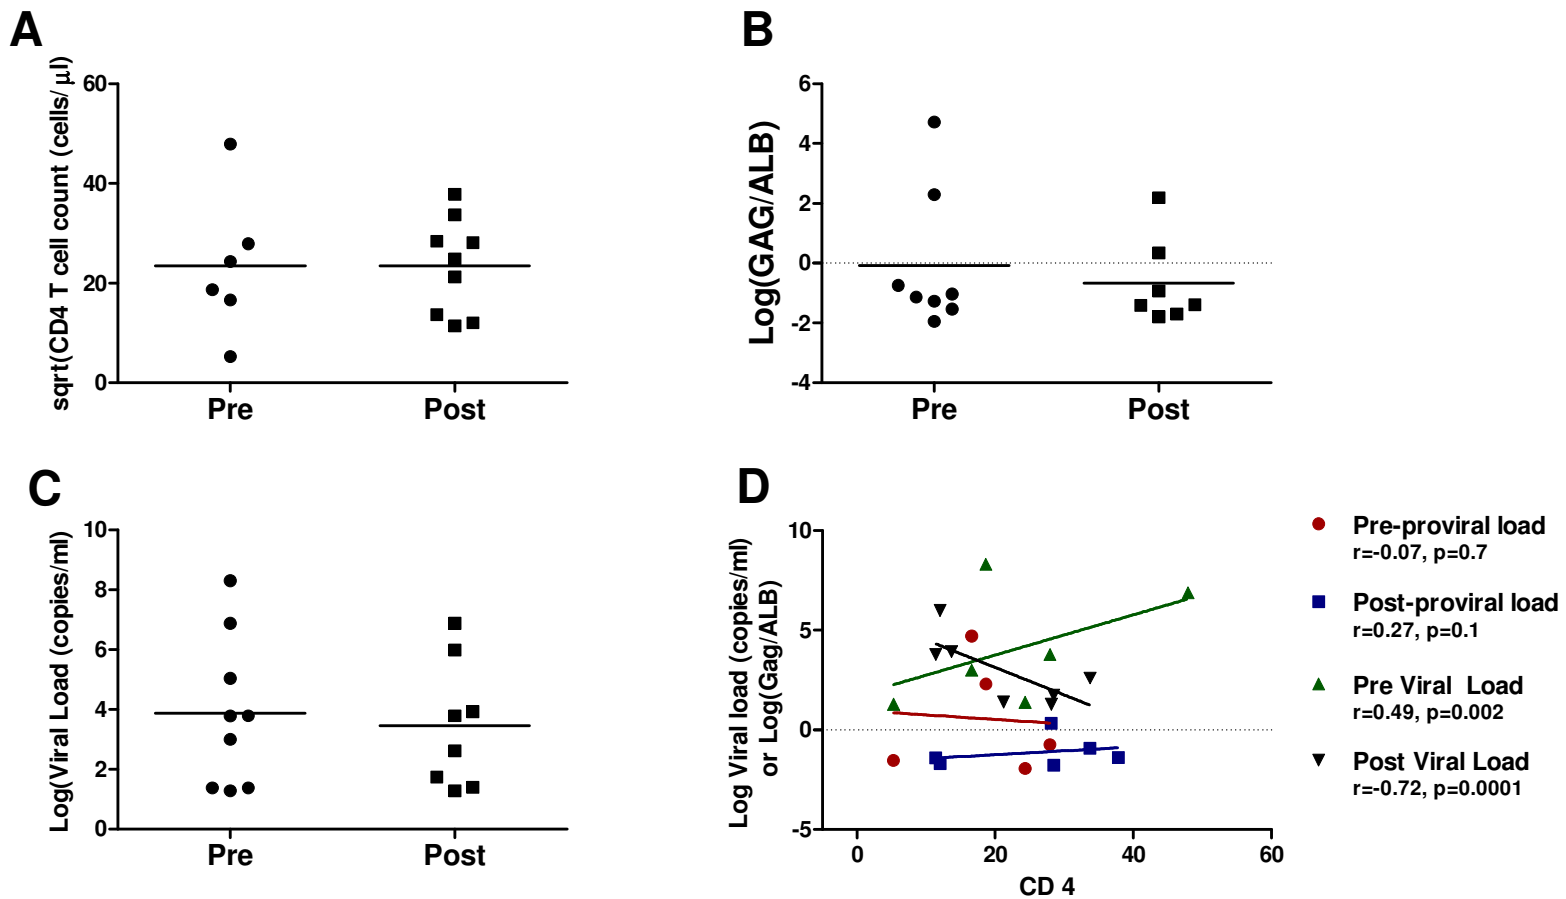 A
sqrt(CD4 T cell count (cells/ μl)
60
40
20
0
Pre
Post
B
Log(GAG/ALB)
6
4
2
0
-2
-4
Pre
Post
C
Log(Viral Load (copies/ml)
10
8
6
4
2
0
Pre
Post
D
Log Viral load (copies/ml)
or Log(Gag/ALB)
10
5
0
-5
0
20
40
60
CD 4
Pre-proviral load
r=-0.07, p=0.7
Post-proviral load
r=0.27, p=0.1
Pre Viral Load
r=0.49, p=0.002
Post Viral Load
r=-0.72, p=0.0001